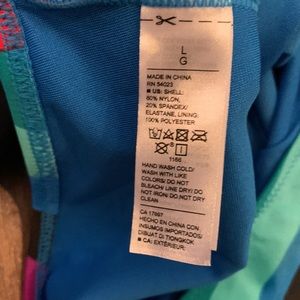 L
G
MADE IN CHINA
RN 54023
US: SHELL:
80% NYLON,
20% SPANDEX/
ELASTANE, LINING:
100% POLYESTER
1186
HAND WASH COLD/
WASH WITH LIKE
COLORS/ DO NOT
BLEACH/ LINE DRY/ DO
NOT IRON/ DO NOT DRY
CLEAN
CA 17897
HECHO EN CHINA CON
INSUMOS IMPORTADOS/
DIBUAT DI TIONGKOK
CA: EXTÉRIEUR: